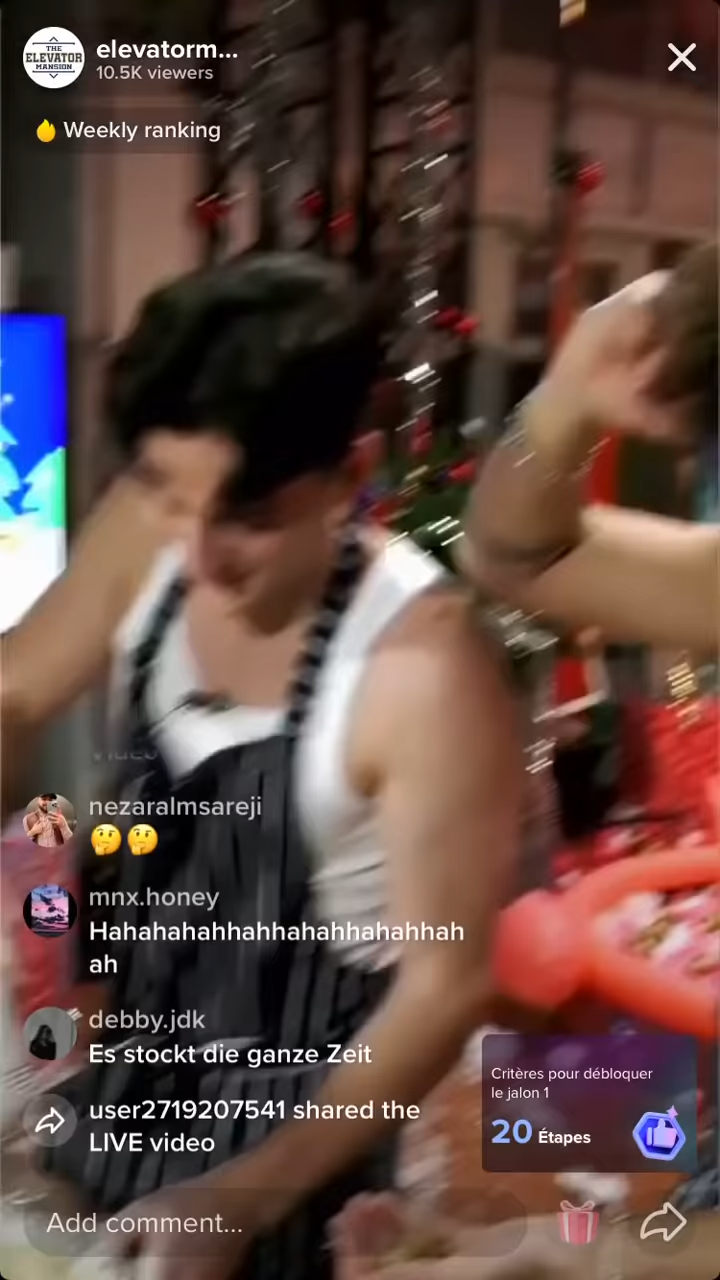 THE
ELEVATOR
MANSION
elevatorm...
10.5K viewers
Weekly ranking
nezaralmsareji
🤔🤔
mnx.honey
Hahahahahhahhahahhahahhah
ah
debby.jdk
Es stockt die ganze Zeit
user2719207541 shared the
LIVE video
Critères pour débloquer
le jalon 1
20 Étapes
Add comment...